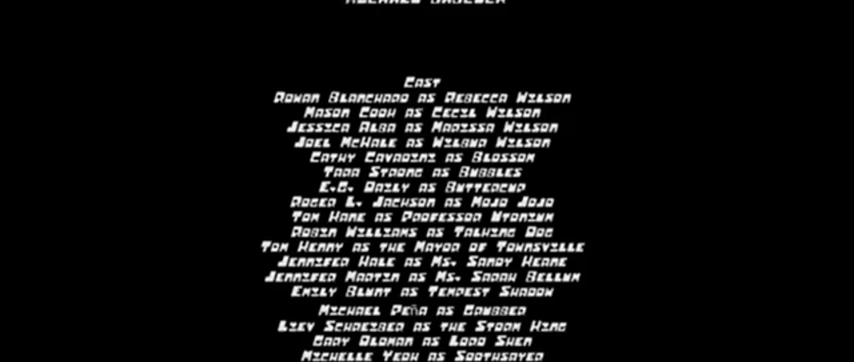 Cast
Rowan Blanchard as Rebecca Wilson
Mason Cook as Cecil Wilson
Jessica Alba as Marissa Wilson
Joel McHale as Wilbur Wilson
Cathy Cavadini as Blossom
Tara Strong as Bubbles
E.G. Daily as Buttercup
Roger L. Jackson as Mojo Jojo
Tom Kane as Professor Utonium
Robin Williams as Talking Dog
Tom Kenny as the Mayor of Townsville
Jennifer Hale as Ms. Sandy Keane
Jennifer Martin as Ms. Sarah Bellum
Emily Blunt as Tempest Shadow
Michael Peña as Grubber
Liev Schreiber as the Storm King
Gary Oldman as Lord Shen
Michelle Yeoh as Soothsayer